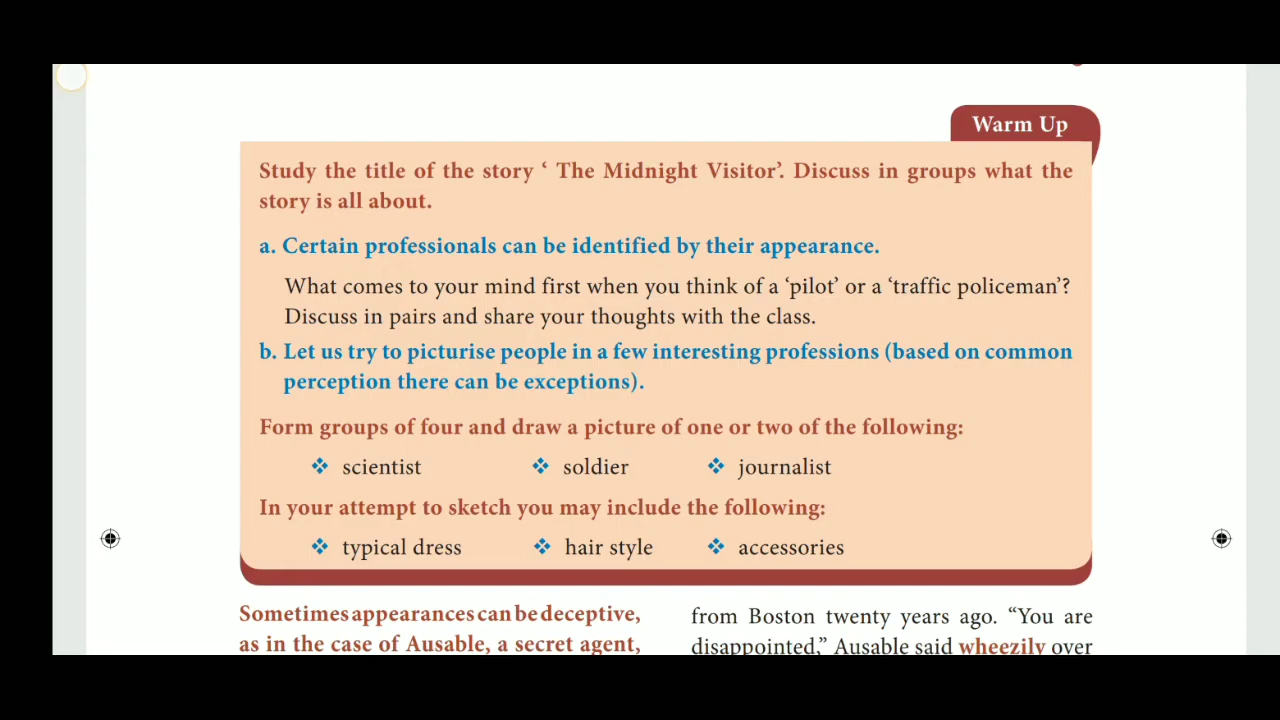 Warm Up
Study the title of the story ‘ The Midnight Visitor’. Discuss in groups what the
story is all about.
a. Certain professionals can be identified by their appearance.
What comes to your mind first when you think of a ‘pilot’ or a ‘traffic policeman’?
Discuss in pairs and share your thoughts with the class.
b. Let us try to picturise people in a few interesting professions (based on common
perception there can be exceptions).
Form groups of four and draw a picture of one or two of the following:
❖ scientist ❖ soldier ❖ journalist
In your attempt to sketch you may include the following:
❖ typical dress ❖ hair style ❖ accessories
Sometimes appearances can be deceptive,
as in the case of Ausable, a secret agent,
from Boston twenty years ago. “You are
disappointed,” Ausable said wheezily over